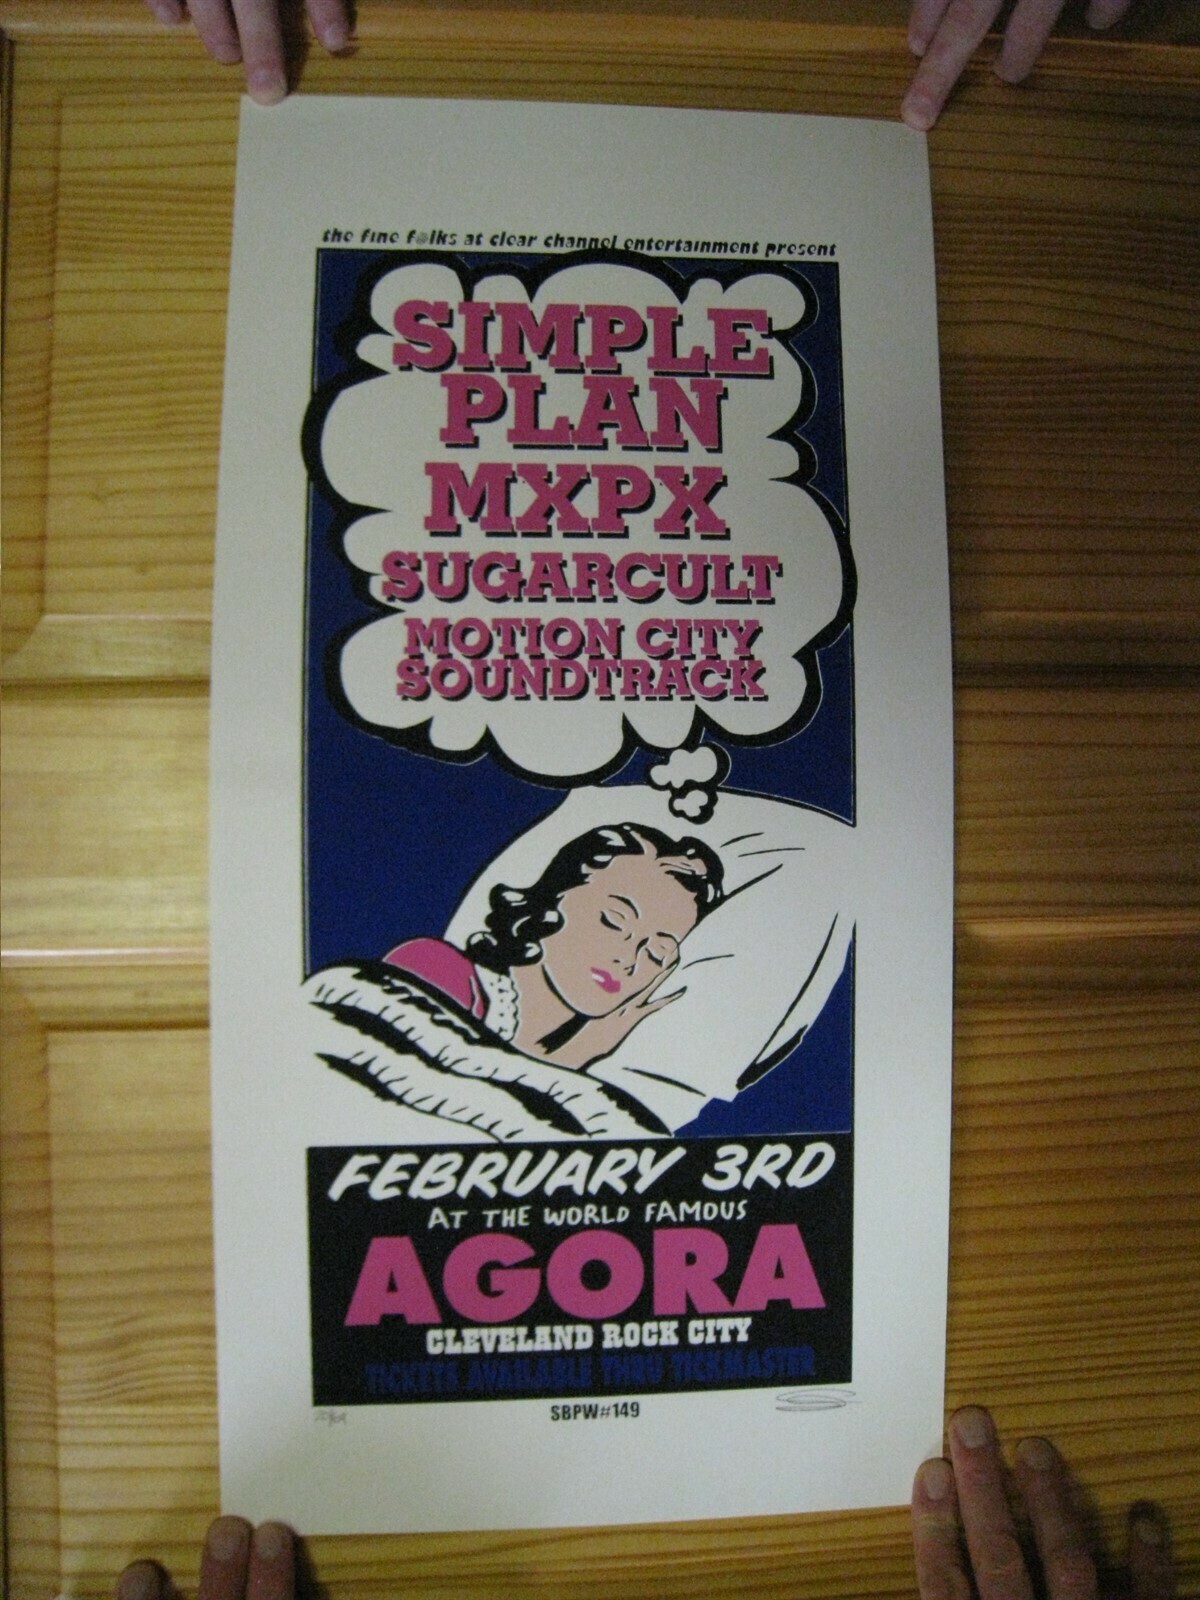 the fine folks at clear channel entertainment present
SIMPLE
PLAN
MXPX
SUGARCULT
MOTION CITY
SOUNDTRACK
FEBRUARY 3RD
AT THE WORLD FAMOUS
AGORA
CLEVELAND ROCK CITY
TICKETS AVAILABLE THRU TICKMASTER
SBPW#149